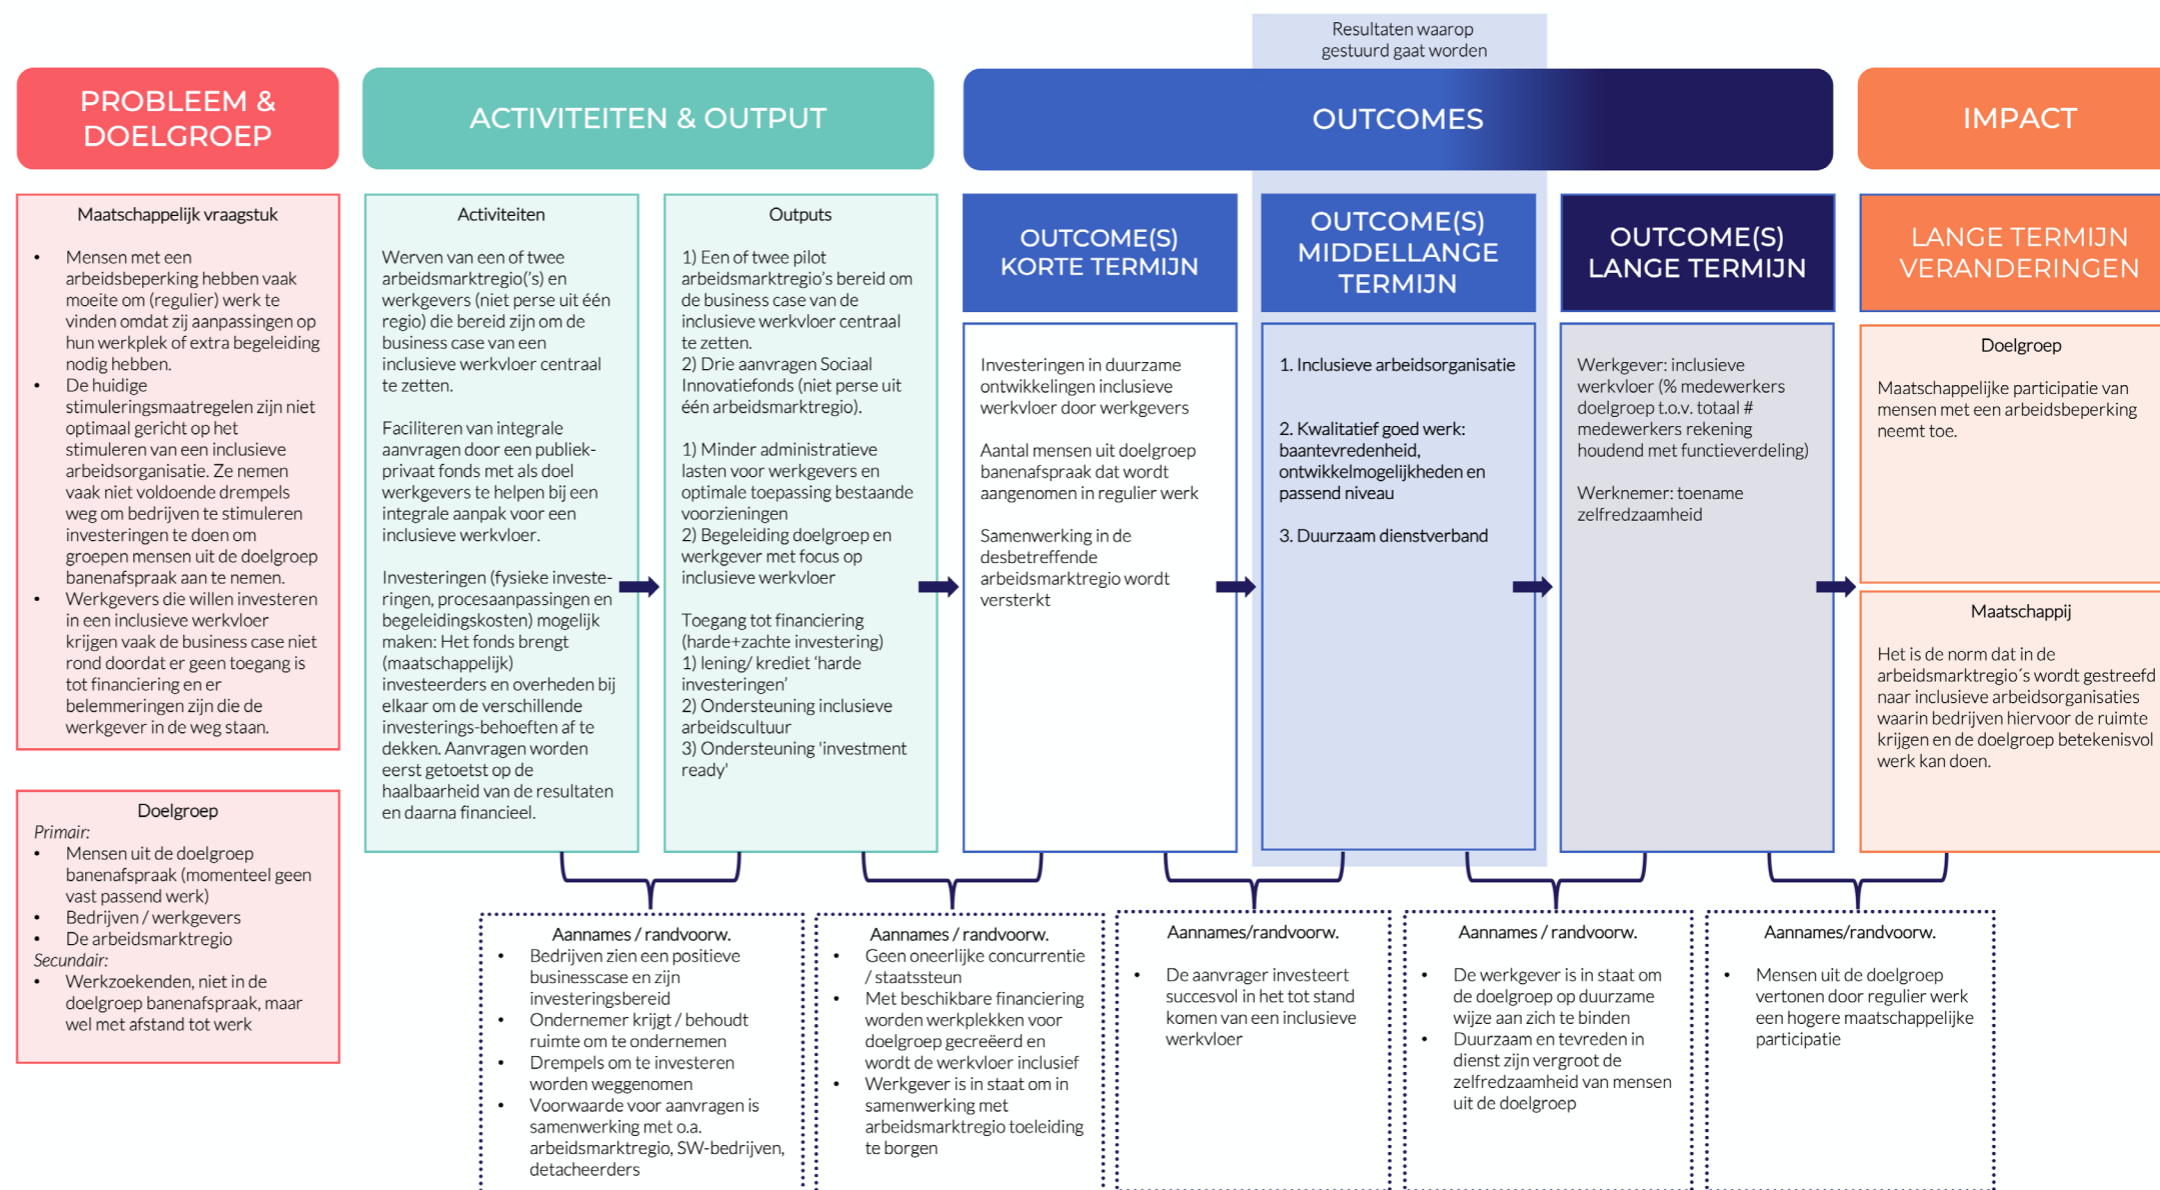 Resultaten waarop
gestuurd gaat worden
PROBLEEM &
DOELGROEP
ACTIVITEITEN & OUTPUT
OUTCOMES
IMPACT
Maatschappelijk vraagstuk
• Mensen met een
arbeidsbeperking hebben vaak
moeite om (regulier) werk te
vinden omdat zij aanpassingen op
hun werkplek of extra begeleiding
nodig hebben.
• De huidige
stimuleringsmaatregelen zijn niet
optimaal gericht op het
stimuleren van een inclusieve
arbeidsorganisatie. Ze nemen
vaak niet voldoende drempels
weg om bedrijven te stimuleren
investeringen te doen om
groepen mensen uit de doelgroep
banenafspraak aan te nemen.
• Werkgevers die willen investeren
in een inclusieve werkvloer
krijgen vaak de business case niet
rond doordat er geen toegang is
tot financiering en er
belemmeringen zijn die de
werkgever in de weg staan.
Doelgroep
Primair:
• Mensen uit de doelgroep
banenafspraak (momenteel geen
vast passend werk)
• Bedrijven / werkgevers
• De arbeidsmarktregio
Secundair:
• Werkzoekenden, niet in de
doelgroep banenafspraak, maar
wel met afstand tot werk
Activiteiten
Werven van een of twee
arbeidsmarktregio('s) en
werkgevers (niet perse uit één
regio) die bereid zijn om de
business case van een
inclusieve werkvloer centraal
te zetten.
Faciliteren van integrale
aanvragen door een publiek-
privaat fonds met als doel
werkgevers te helpen bij een
integrale aanpak voor een
inclusieve werkvloer.
Investeringen (fysieke investe-
ringen, procesaanpassingen en
begeleidingskosten) mogelijk
maken: Het fonds brengt
(maatschappelijk)
investeerders en overheden bij
elkaar om de verschillende
investerings-behoeften af te
dekken. Aanvragen worden
eerst getoetst op de
haalbaarheid van de resultaten
en daarna financieel.
Outputs
1) Een of twee pilot
arbeidsmarktregio's bereid om
de business case van de
inclusieve werkvloer centraal
te zetten.
2) Drie aanvragen Sociaal
Innovatiefonds (niet perse uit
één arbeidsmarktregio).
1) Minder administratieve
lasten voor werkgevers en
optimale toepassing bestaande
voorzieningen
2) Begeleiding doelgroep en
werkgever met focus op
inclusieve werkvloer
Toegang tot financiering
(harde+zachte investering)
1) lening/ krediet ‘harde
investeringen’
2) Ondersteuning inclusieve
arbeidscultuur
3) Ondersteuning 'investment
ready'
OUTCOME(S)
KORTE TERMIJN
Investeringen in duurzame
ontwikkelingen inclusieve
werkvloer door werkgevers
Aantal mensen uit doelgroep
banenafspraak dat wordt
aangenomen in regulier werk
Samenwerking in de
desbetreffende
arbeidsmarktregio wordt
versterkt
OUTCOME(S)
MIDDELLANGE
TERMIJN
1. Inclusieve arbeidsorganisatie
2. Kwalitatief goed werk:
baantevredenheid,
ontwikkelmogelijkheden en
passend niveau
3. Duurzaam dienstverband
OUTCOME(S)
LANGE TERMIJN
Werkgever: inclusieve
werkvloer (% medewerkers
doelgroep t.o.v. totaal #
medewerkers rekening
houdend met functieverdeling)
Werknemer: toename
zelfredzaamheid
LANGE TERMIJN
VERANDERINGEN
Doelgroep
Maatschappelijke participatie van
mensen met een arbeidsbeperking
neemt toe.
Maatschappij
Het is de norm dat in de
arbeidsmarktregio´s wordt gestreefd
naar inclusieve arbeidsorganisaties
waarin bedrijven hiervoor de ruimte
krijgen en de doelgroep betekenisvol
werk kan doen.
Aannames / randvoorw.
• Bedrijven zien een positieve
businesscase en zijn
investeringsbereid
• Ondernemer krijgt / behoudt
ruimte om te ondernemen
• Drempels om te investeren
worden weggenomen
• Voorwaarde voor aanvragen is
samenwerking met o.a.
arbeidsmarktregio, SW-bedrijven,
detacheerders
Aannames / randvoorw.
• Geen oneerlijke concurrentie
/ staatssteun
• Met beschikbare financiering
worden werkplekken voor
doelgroep gecreëerd en
wordt de werkvloer inclusief
• Werkgever is in staat om in
samenwerking met
arbeidsmarktregio toeleiding
te borgen
Aannames/randvoorw.
• De aanvrager investeert
succesvol in het tot stand
komen van een inclusieve
werkvloer
Aannames / randvoorw.
• De werkgever is in staat om
de doelgroep op duurzame
wijze aan zich te binden
• Duurzaam en tevreden in
dienst zijn vergroot de
zelfredzaamheid van mensen
uit de doelgroep
Aannames/randvoorw.
• Mensen uit de doelgroep
vertonen door regulier werk
een hogere maatschappelijke
participatie